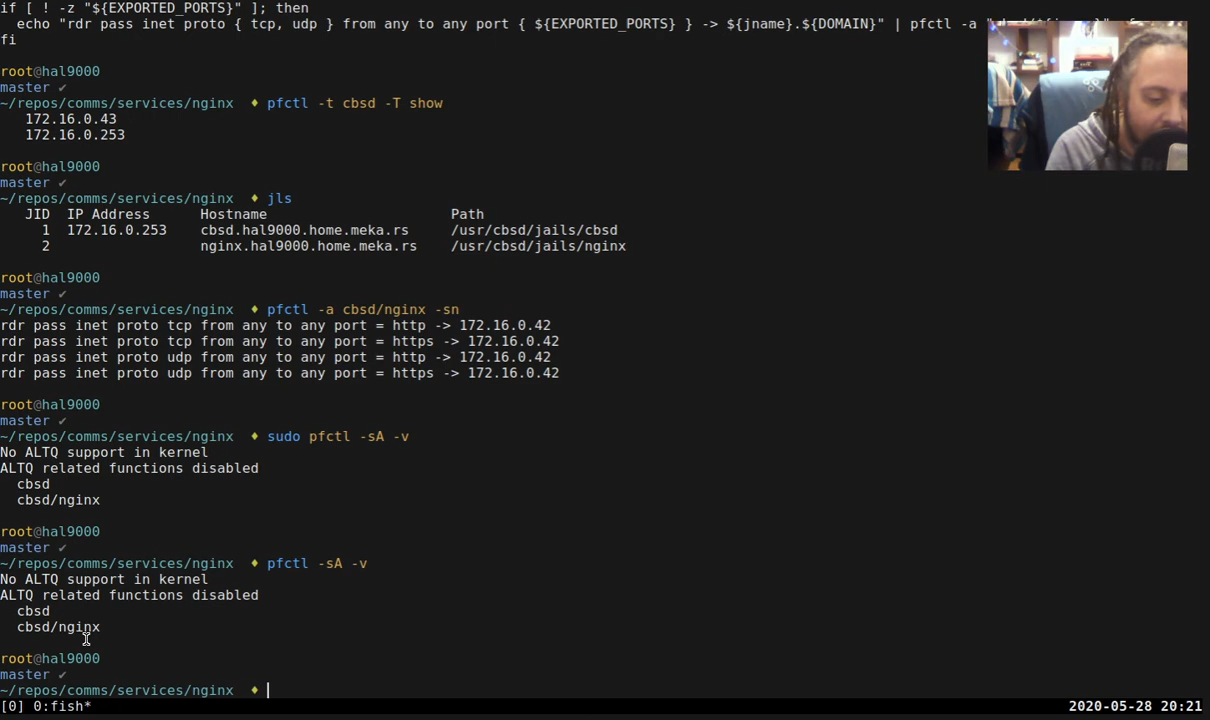 if [ ! -z "${EXPORTED_PORTS}" ]; then
  echo "rdr pass inet proto { tcp, udp } from any to any port { ${EXPORTED_PORTS} } -> ${jname}.${DOMAIN}" | pfctl -a
fi
root@hal9000
master ✔
~/repos/comms/services/nginx ♦ pfctl -t cbsd -T show
   172.16.0.43
   172.16.0.253
root@hal9000
master ✔
~/repos/comms/services/nginx ♦ jls
   JID  IP Address      Hostname                      Path
     1  172.16.0.253    cbsd.hal9000.home.meka.rs     /usr/cbsd/jails/cbsd
     2                  nginx.hal9000.home.meka.rs    /usr/cbsd/jails/nginx
root@hal9000
master ✔
~/repos/comms/services/nginx ♦ pfctl -a cbsd/nginx -sn
rdr pass inet proto tcp from any to any port = http -> 172.16.0.42
rdr pass inet proto tcp from any to any port = https -> 172.16.0.42
rdr pass inet proto udp from any to any port = http -> 172.16.0.42
rdr pass inet proto udp from any to any port = https -> 172.16.0.42
root@hal9000
master ✔
~/repos/comms/services/nginx ♦ sudo pfctl -sA -v
No ALTQ support in kernel
ALTQ related functions disabled
  cbsd
  cbsd/nginx
root@hal9000
master ✔
~/repos/comms/services/nginx ♦ pfctl -sA -v
No ALTQ support in kernel
ALTQ related functions disabled
  cbsd
  cbsd/nginx
root@hal9000
master ✔
~/repos/comms/services/nginx ♦
[0] 0:fish* 2020-05-28 20:21